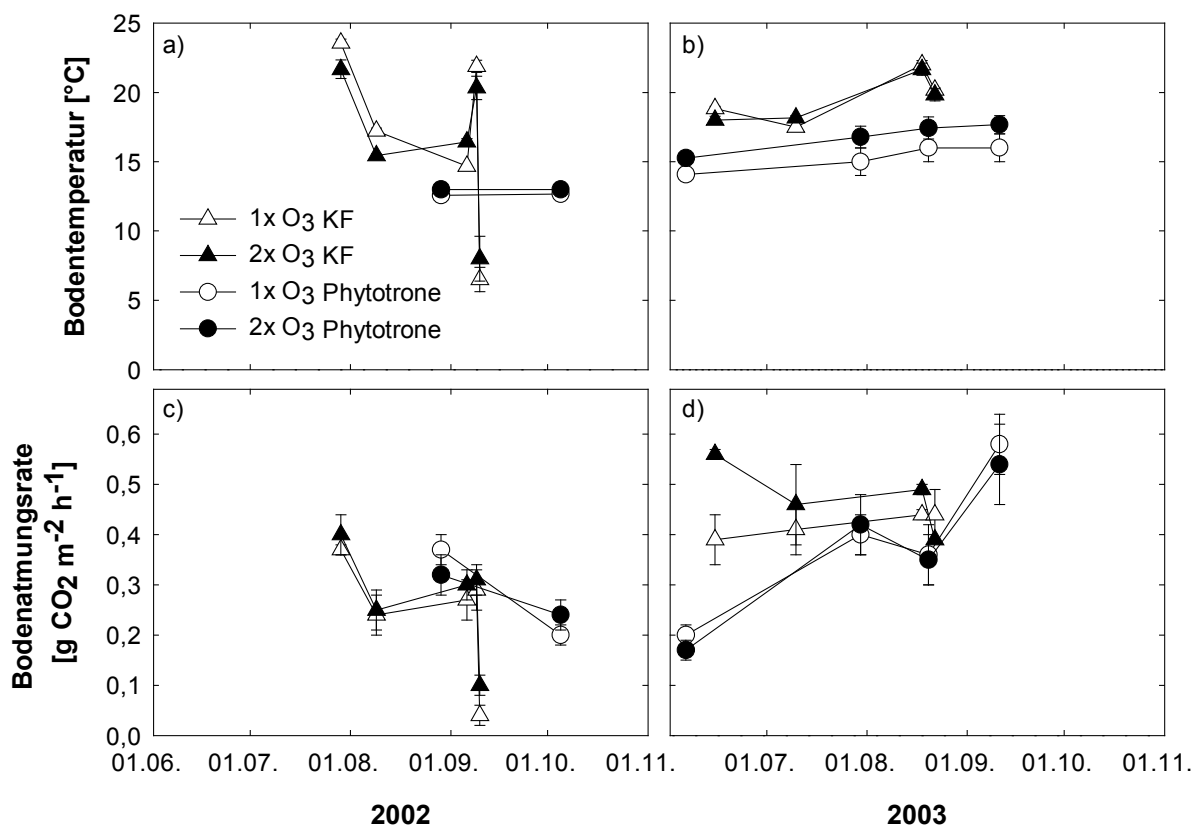 a)
b)
25
20
15
10
5
0
Bodentemperatur [°C]
1x O3 KF
2x O3 KF
1x O3 Phytotrone
2x O3 Phytotrone
c)
d)
0,6
0,5
0,4
0,3
0,2
0,1
0,0
Bodenatmungsrate
[g CO2 m-2 h-1]
01.06. 01.07. 01.08. 01.09. 01.10. 01.11.
01.07. 01.08. 01.09. 01.10. 01.11.
2002
2003